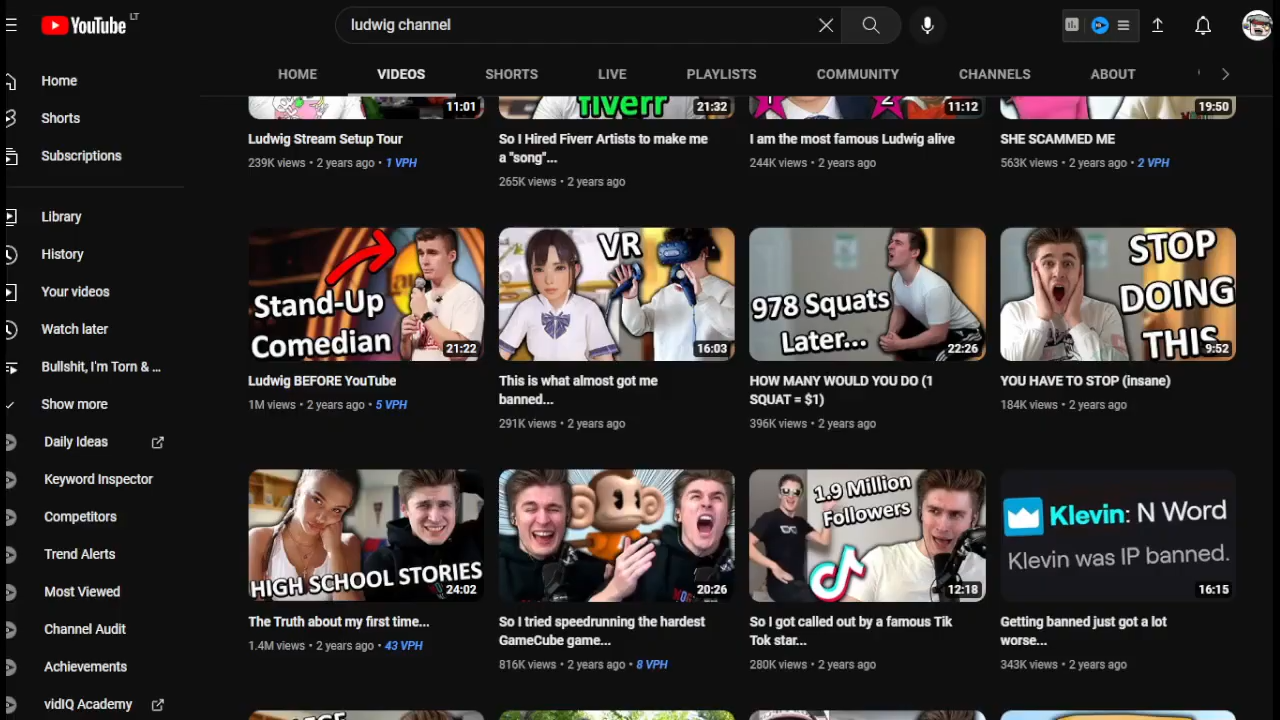 YouTube LT
ludwig channel
HOME VIDEOS SHORTS LIVE PLAYLISTS COMMUNITY CHANNELS ABOUT
Home
Shorts
Subscriptions
Library
History
Your videos
Watch later
Bullshit, I'm Torn & ...
Show more
Daily Ideas
Keyword Inspector
Competitors
Trend Alerts
Most Viewed
Channel Audit
Achievements
vidIQ Academy
11:01
Ludwig Stream Setup Tour
239K views • 2 years ago • 1 VPH
fiverr
21:32
So I Hired Fiverr Artists to make me
a "song"...
265K views • 2 years ago
1 2
11:12
I am the most famous Ludwig alive
244K views • 2 years ago
19:50
SHE SCAMMED ME
563K views • 2 years ago • 2 VPH
Stand-Up
Comedian
21:22
Ludwig BEFORE YouTube
1M views • 2 years ago • 5 VPH
VR
16:03
This is what almost got me
banned...
291K views • 2 years ago
978 Squats
Later...
22:26
HOW MANY WOULD YOU DO (1
SQUAT = $1)
396K views • 2 years ago
STOP
DOING
THIS
9:52
YOU HAVE TO STOP (insane)
184K views • 2 years ago
HIGH SCHOOL STORIES
24:02
The Truth about my first time...
1.4M views • 2 years ago • 43 VPH
20:26
So I tried speedrunning the hardest
GameCube game...
816K views • 2 years ago • 8 VPH
1.9 Million
Followers
12:18
So I got called out by a famous Tik
Tok star...
280K views • 2 years ago
Klevin: N Word
Klevin was IP banned.
16:15
Getting banned just got a lot
worse...
343K views • 2 years ago